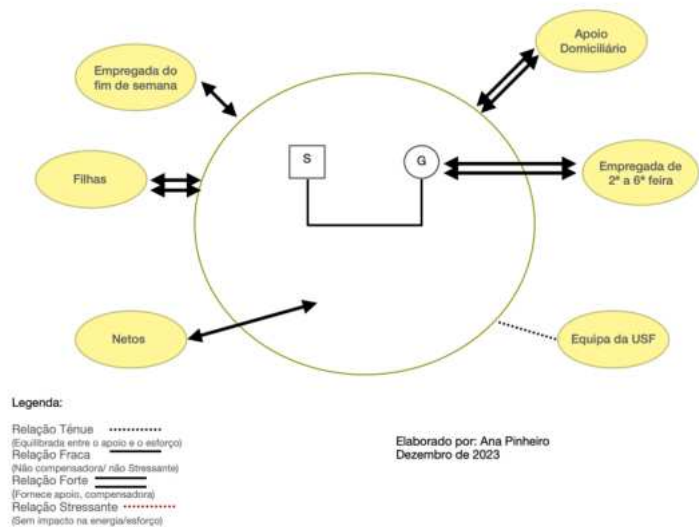 Apoio
Domiciliário
Empregada do
fim de semana
S
G
Filhas
Empregada de
2ª a 6ª feira
Netos
Equipa da USF
Legenda:
Relação Ténue
(Equilibrada entre o apoio e o esforço)
Relação Fraca
(Não compensadora/ não Stressante)
Relação Forte
(Fornece apoio, compensadora)
Relação Stressante
(Sem impacto na energia/esforço)
Elaborado por: Ana Pinheiro
Dezembro de 2023